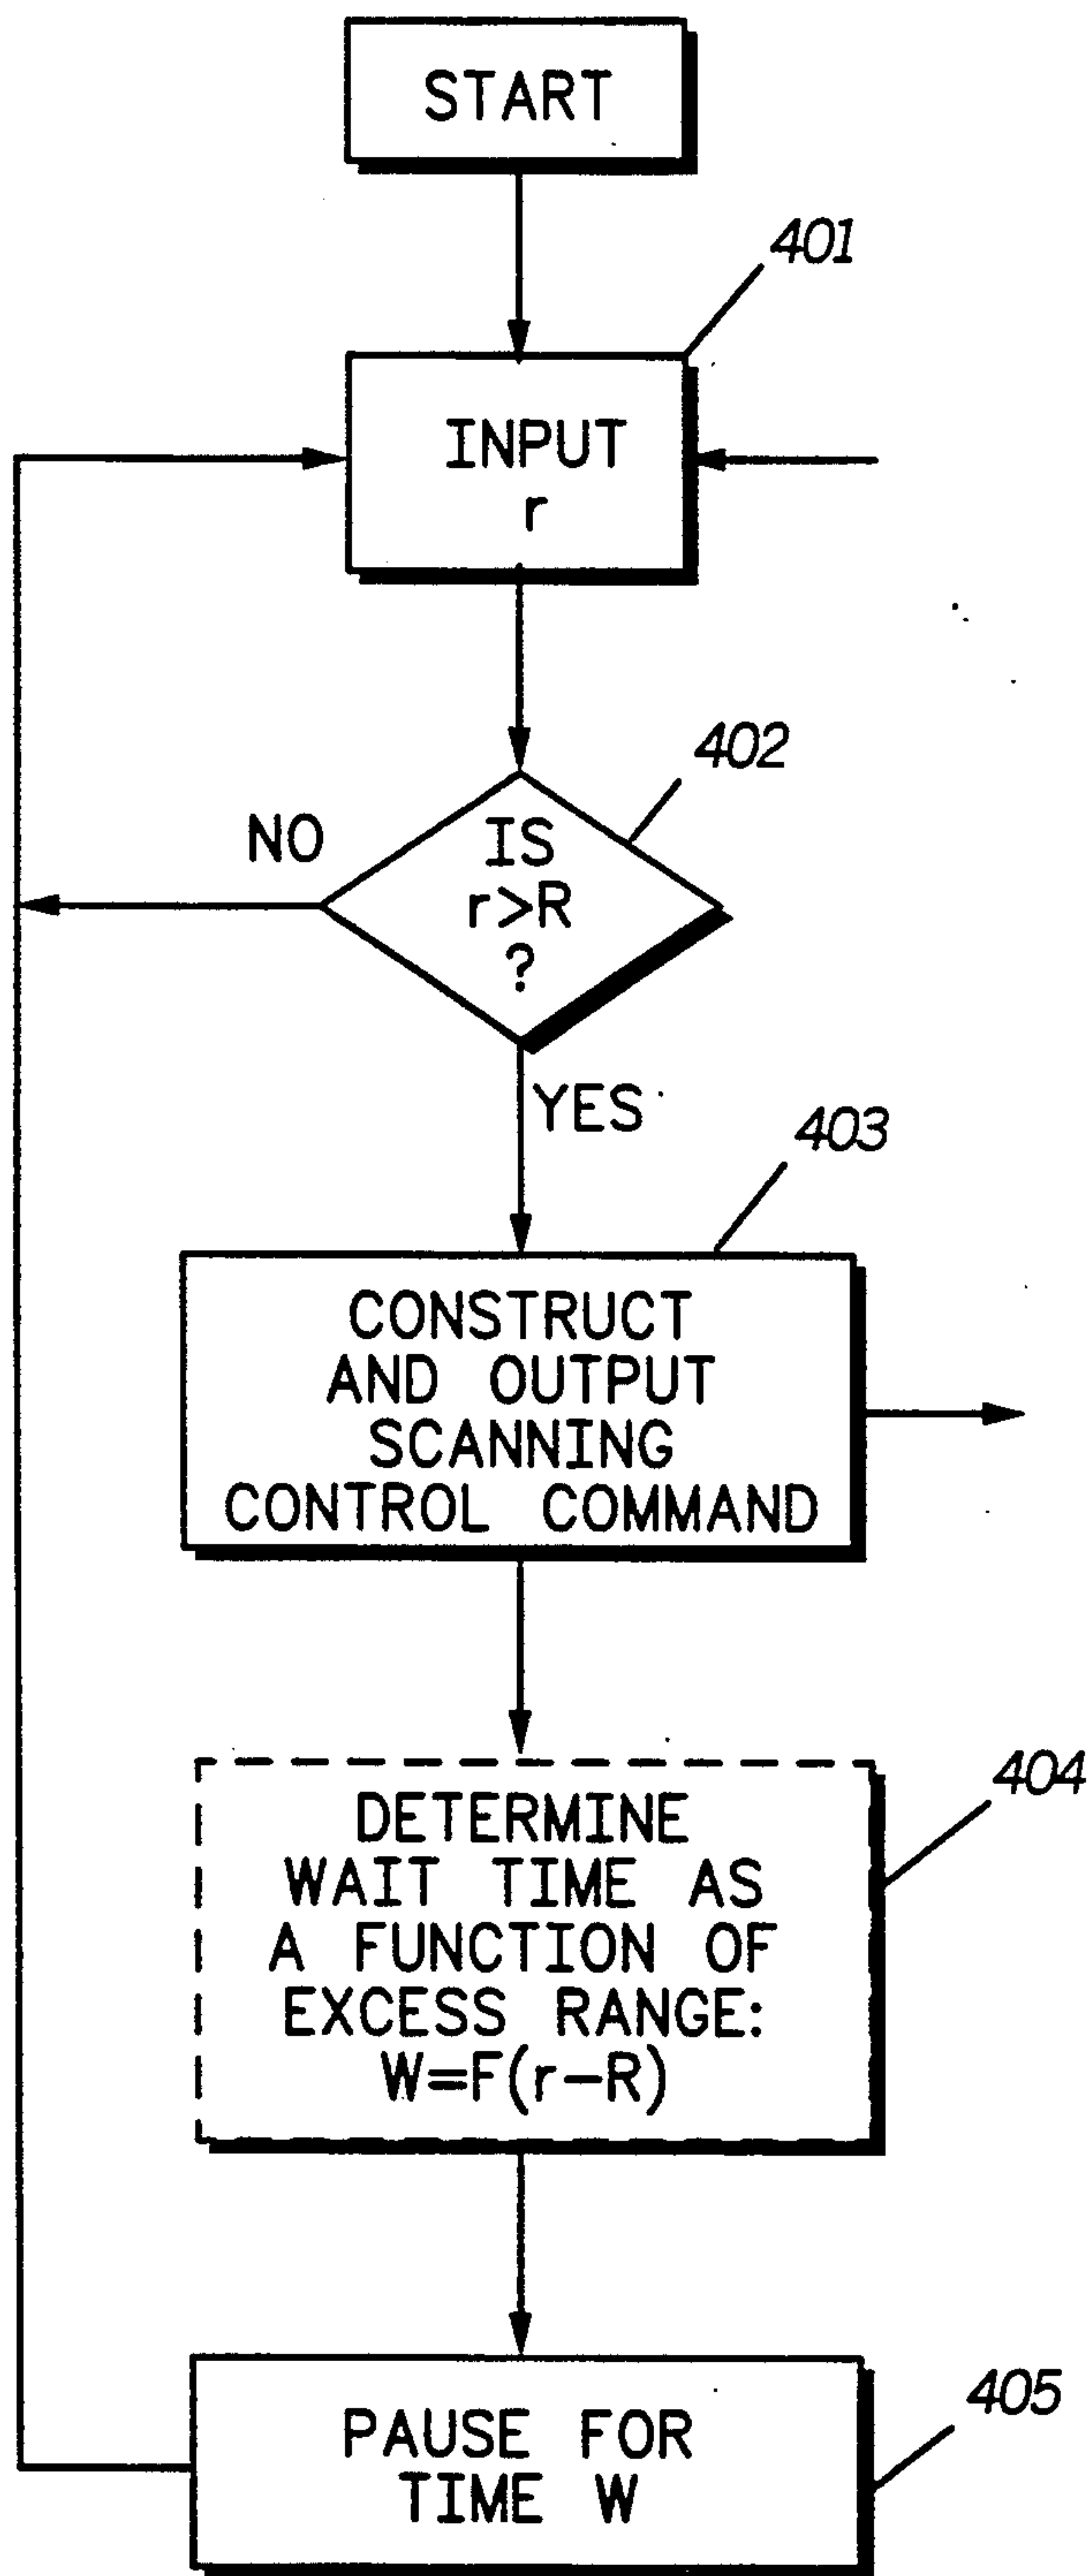 START
401
INPUT
r
402
NO
IS
r>R
?
YES
403
CONSTRUCT
AND OUTPUT
SCANNING
CONTROL COMMAND
404
DETERMINE
WAIT TIME AS
A FUNCTION OF
EXCESS RANGE:
W=F(r-R)
405
PAUSE FOR
TIME W